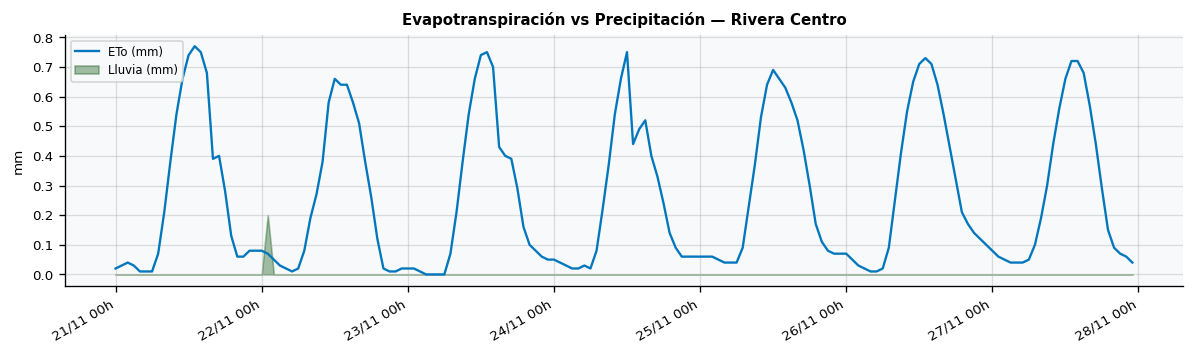 Evapotranspiración vs Precipitación — Rivera Centro
ETo (mm)
Lluvia (mm)
mm
0.8
0.7
0.6
0.5
0.4
0.3
0.2
0.1
0.0
21/11 00h
22/11 00h
23/11 00h
24/11 00h
25/11 00h
26/11 00h
27/11 00h
28/11 00h